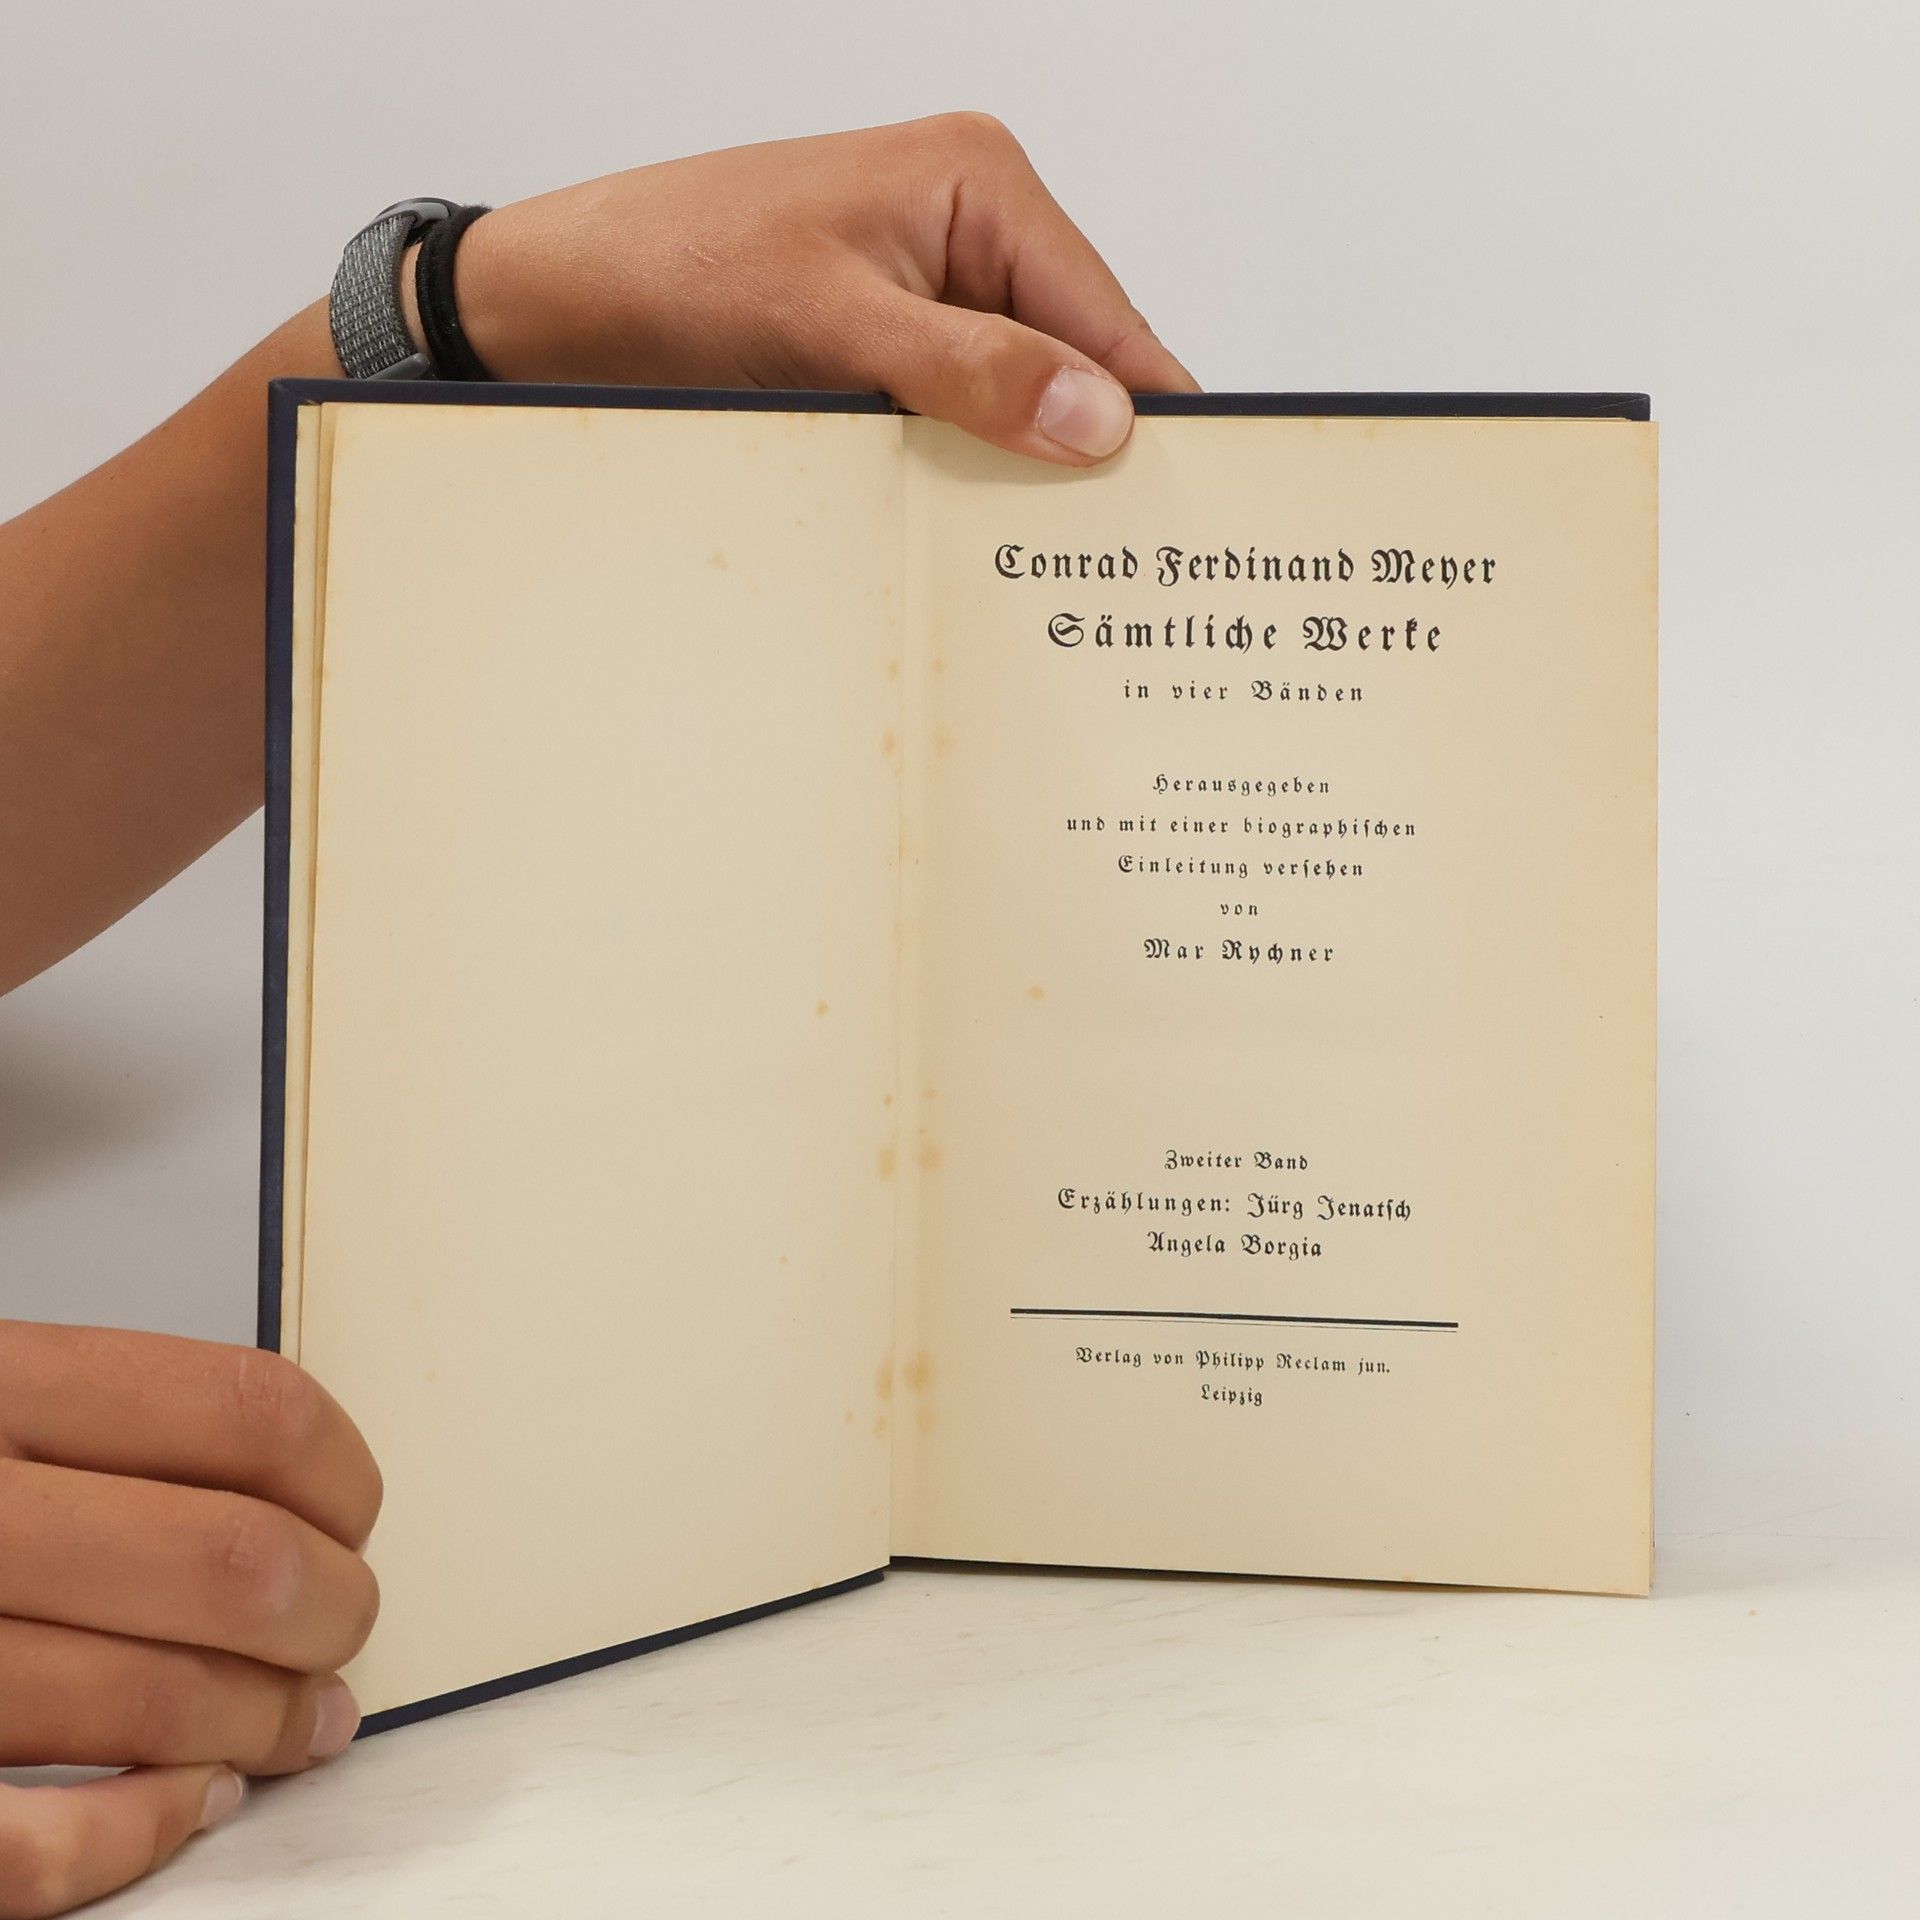 Conrad Ferdinand Meyer
Sämtliche Werke
in vier Bänden
Herausgegeben
und mit einer biographiſchen
Einleitung verſehen
von
Max Rychner
Zweiter Band
Erzählungen: Jürg Jenatſch
Angela Borgia
Verlag von Philipp Reclam jun.
Leipzig